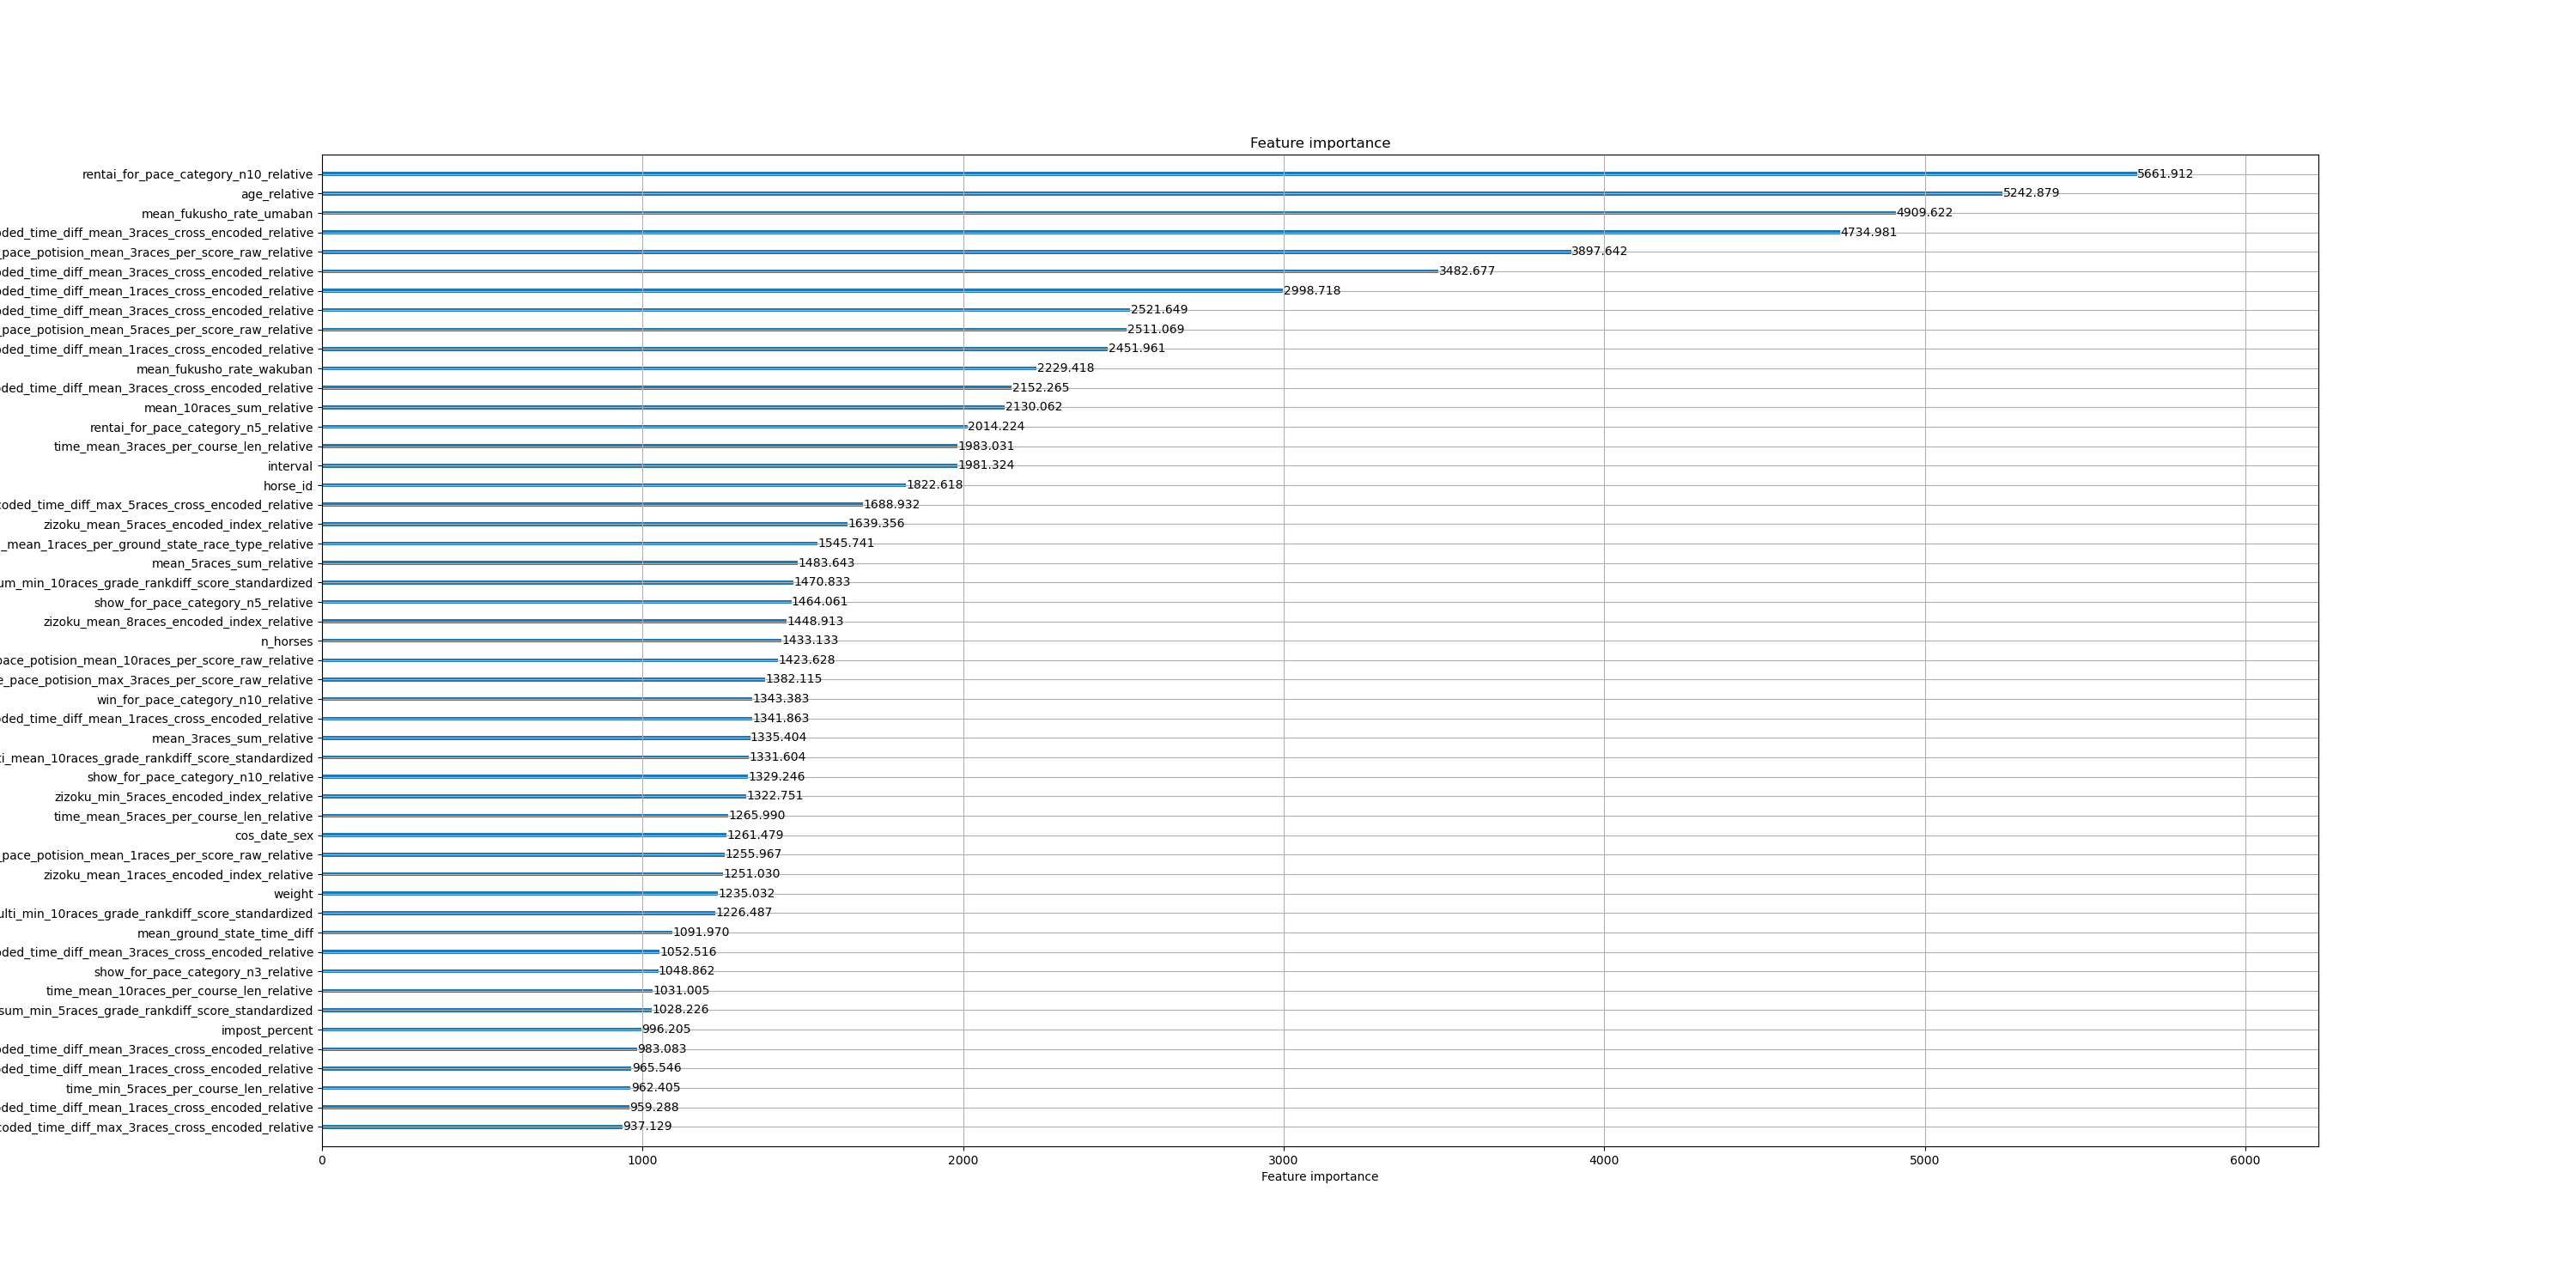 Feature importance
rentai_for_pace_category_n10_relative 5661.912
age_relative 5242.879
mean_fukusho_rate_umaban 4909.622
ded_time_diff_mean_3races_cross_encoded_relative 4734.981
_pace_potision_mean_3races_per_score_raw_relative 3897.642
ded_time_diff_mean_3races_cross_encoded_relative 3482.677
ded_time_diff_mean_1races_cross_encoded_relative 2998.718
ded_time_diff_mean_3races_cross_encoded_relative 2521.649
_pace_potision_mean_5races_per_score_raw_relative 2511.069
ded_time_diff_mean_1races_cross_encoded_relative 2451.961
mean_fukusho_rate_wakuban 2229.418
ded_time_diff_mean_3races_cross_encoded_relative 2152.265
mean_10races_sum_relative 2130.062
rentai_for_pace_category_n5_relative 2014.224
time_mean_3races_per_course_len_relative 1983.031
interval 1981.324
horse_id 1822.618
coded_time_diff_max_5races_cross_encoded_relative 1688.932
zizoku_mean_5races_encoded_index_relative 1639.356
_mean_1races_per_ground_state_race_type_relative 1545.741
mean_5races_sum_relative 1483.643
um_min_10races_grade_rankdiff_score_standardized 1470.833
show_for_pace_category_n5_relative 1464.061
zizoku_mean_8races_encoded_index_relative 1448.913
n_horses 1433.133
pace_potision_mean_10races_per_score_raw_relative 1423.628
e_pace_potision_max_3races_per_score_raw_relative 1382.115
win_for_pace_category_n10_relative 1343.383
ded_time_diff_mean_1races_cross_encoded_relative 1341.863
mean_3races_sum_relative 1335.404
ti_mean_10races_grade_rankdiff_score_standardized 1331.604
show_for_pace_category_n10_relative 1329.246
zizoku_min_5races_encoded_index_relative 1322.751
time_mean_5races_per_course_len_relative 1265.990
cos_date_sex 1261.479
_pace_potision_mean_1races_per_score_raw_relative 1255.967
zizoku_mean_1races_encoded_index_relative 1251.030
weight 1235.032
ulti_min_10races_grade_rankdiff_score_standardized 1226.487
mean_ground_state_time_diff 1091.970
ded_time_diff_mean_3races_cross_encoded_relative 1052.516
show_for_pace_category_n3_relative 1048.862
time_mean_10races_per_course_len_relative 1031.005
sum_min_5races_grade_rankdiff_score_standardized 1028.226
impost_percent 996.205
ded_time_diff_mean_3races_cross_encoded_relative 983.083
ded_time_diff_mean_1races_cross_encoded_relative 965.546
time_min_5races_per_course_len_relative 962.405
ded_time_diff_mean_1races_cross_encoded_relative 959.288
coded_time_diff_max_3races_cross_encoded_relative 937.129
0 1000 2000 3000 4000 5000 6000
Feature importance